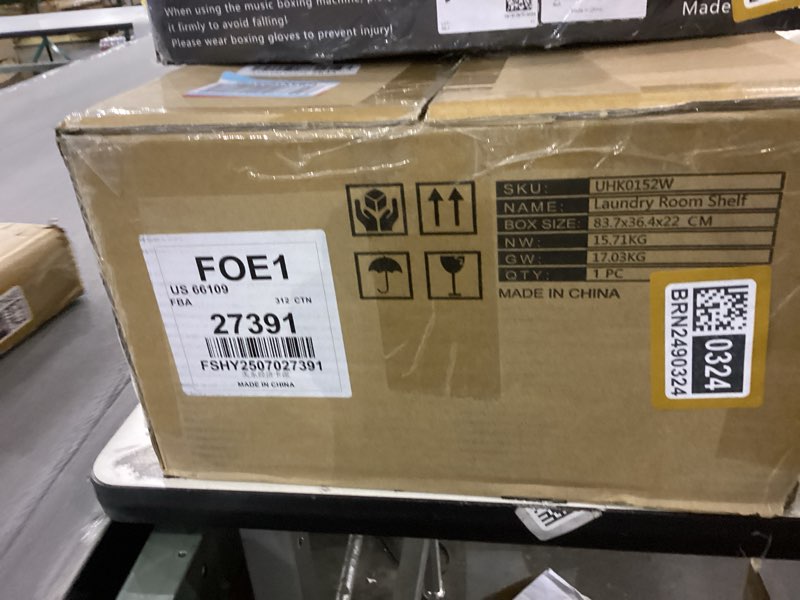 When using the music boxing machine,
it firmly to avoid falling!
Please wear boxing gloves to prevent injury!
Made
FOE1
US 66109
FBA
312 CTN
27391
FSHY2507027391
MADE IN CHINA
SKU: UHK0152W
NAME: Laundry Room Shelf
BOX SIZE: 83.7x36.4x22 CM
NW: 15.71KG
GW: 17.03KG
QTY: 1 PC
MADE IN CHINA
BRN2490324
0324